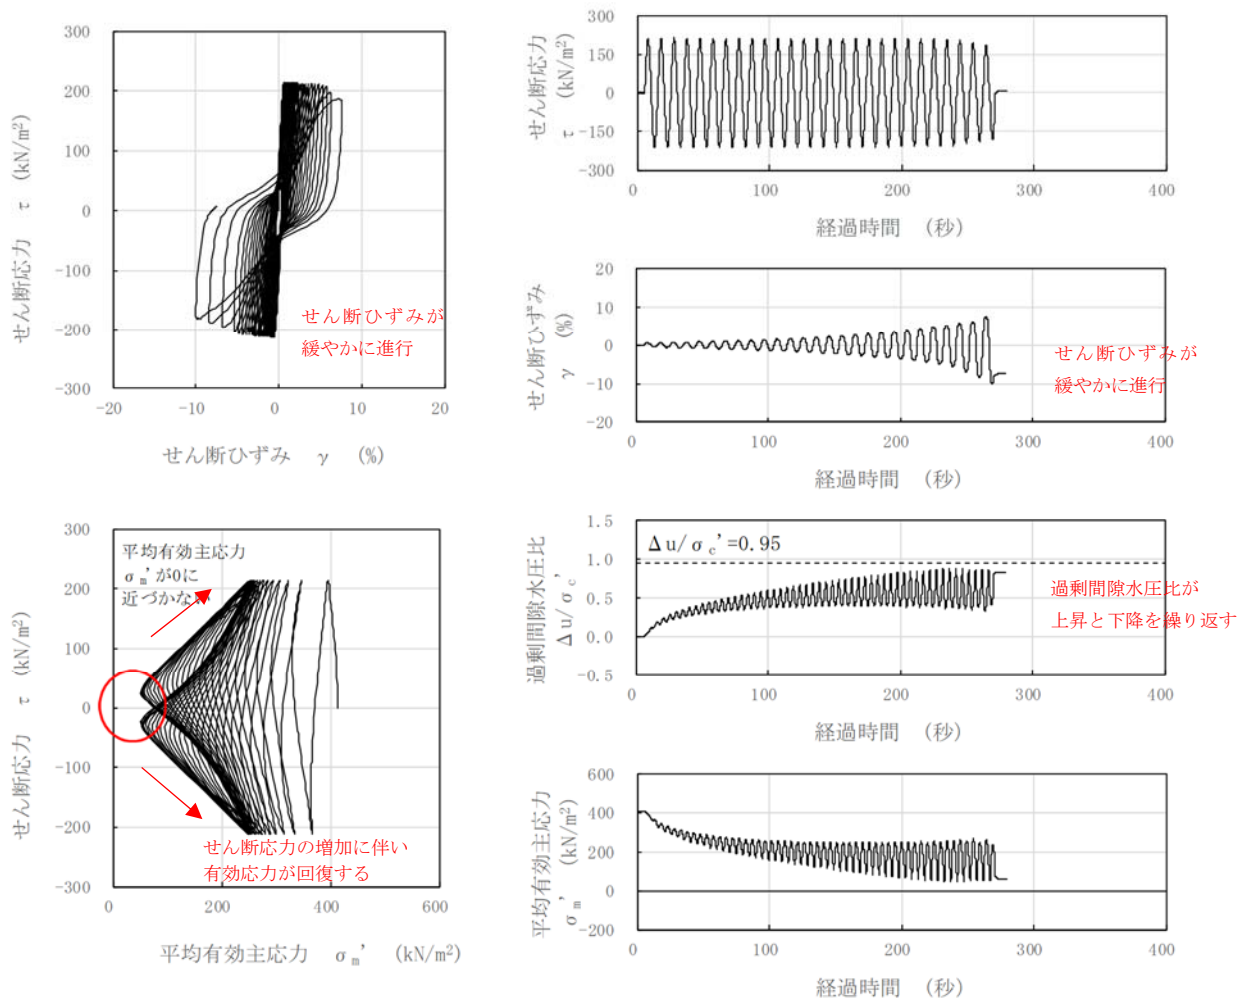 300
200
100
0
-100
-200
-300
-20
-10
0
10
20
せん断応力 τ (kN/m²)
せん断ひずみ γ (%)
せん断ひずみが
緩やかに進行
300
150
0
-150
-300
0
100
200
300
400
せん断応力
τ (kN/m²)
経過時間 (秒)
20
10
0
-10
-20
0
100
200
300
400
せん断ひずみ
γ (%)
経過時間 (秒)
せん断ひずみが
緩やかに進行
300
200
100
0
-100
-200
-300
0
200
400
600
せん断応力 τ (kN/m²)
平均有効主応力 σm' (kN/m²)
平均有効主応力
σm'が0に
近づかない
せん断応力の増加に伴い
有効応力が回復する
1.5
1.0
0.5
0.0
-0.5
0
100
200
300
400
過剰間隙水圧比
Δu/σc'
経過時間 (秒)
Δu/σc'=0.95
過剰間隙水圧比が
上昇と下降を繰り返す
600
400
200
0
-200
0
100
200
300
400
平均有効主応力
σm' (kN/m²)
経過時間 (秒)